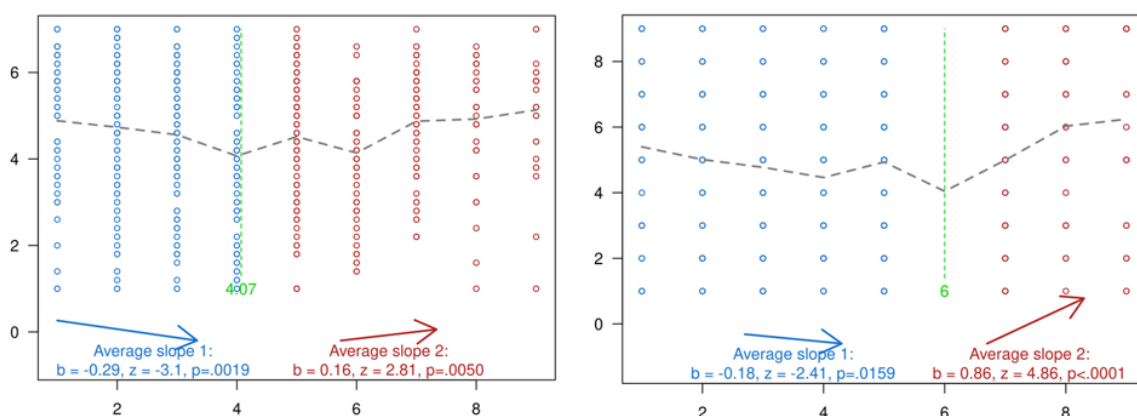 6
4
2
0
4.07
Average slope 1:
b = -0.29, z = -3.1, p=.0019
Average slope 2:
b = 0.16, z = 2.81, p=.0050
2 4 6 8
8
6
4
2
0
6
Average slope 1:
b = -0.18, z = -2.41, p=.0159
Average slope 2:
b = 0.86, z = 4.86, p<.0001
2 4 6 8